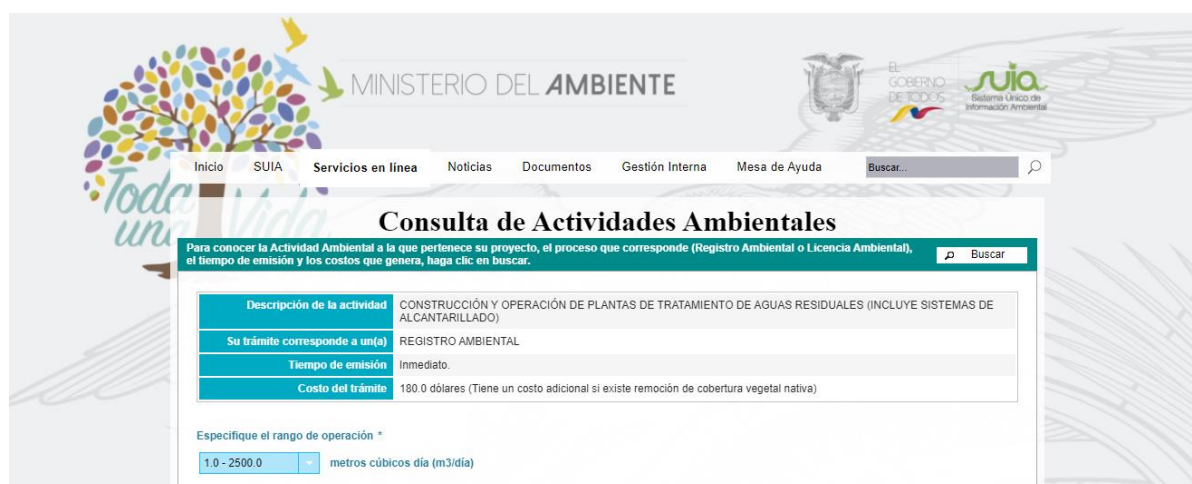 MINISTERIO DEL AMBIENTE
EL
GOBIERNO
DE TODOS
suia
Sistema Único de
Información Ambiental
Inicio SUIA Servicios en línea Noticias Documentos Gestión Interna Mesa de Ayuda Buscar...
Toda
una Vida
Consulta de Actividades Ambientales
Para conocer la Actividad Ambiental a la que pertenece su proyecto, el proceso que corresponde (Registro Ambiental o Licencia Ambiental),
el tiempo de emisión y los costos que genera, haga clic en buscar.
Buscar
Descripción de la actividad CONSTRUCCIÓN Y OPERACIÓN DE PLANTAS DE TRATAMIENTO DE AGUAS RESIDUALES (INCLUYE SISTEMAS DE
ALCANTARILLADO)
Su trámite corresponde a un(a) REGISTRO AMBIENTAL
Tiempo de emisión Inmediato.
Costo del trámite 180.0 dólares (Tiene un costo adicional si existe remoción de cobertura vegetal nativa)
Especifique el rango de operación *
1.0 - 2500.0 metros cúbicos día (m3/día)